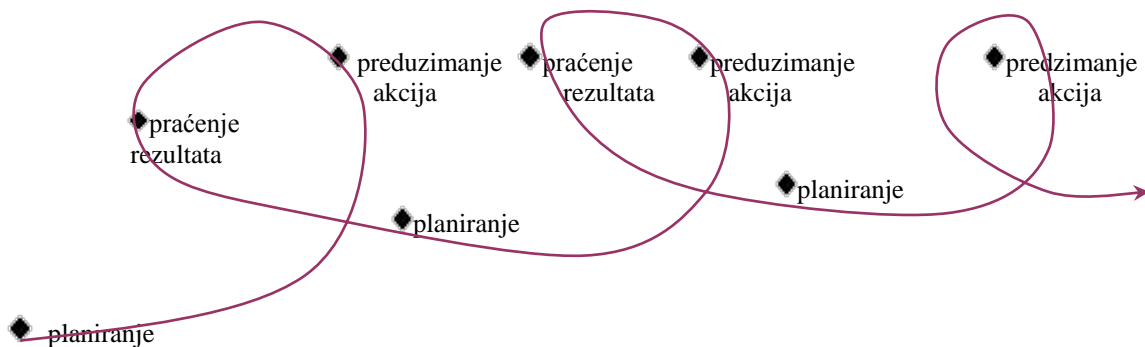 preduzimanje
akcija
praćenje
rezultata
preduzimanje
akcija
predzimanje
akcija
praćenje
rezultata
planiranje
planiranje
planiranje